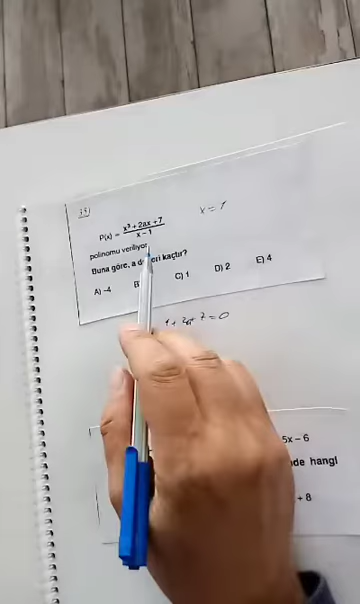 P(x) = x³+2ax+7 / x-1
x = 1
polinomu veriliyor
Buna göre, a kaçtır?
A) -4
C) 1
D) 2
E) 4
1 + 2a + 7 = 0
5x - 6
de hangi
+ 8